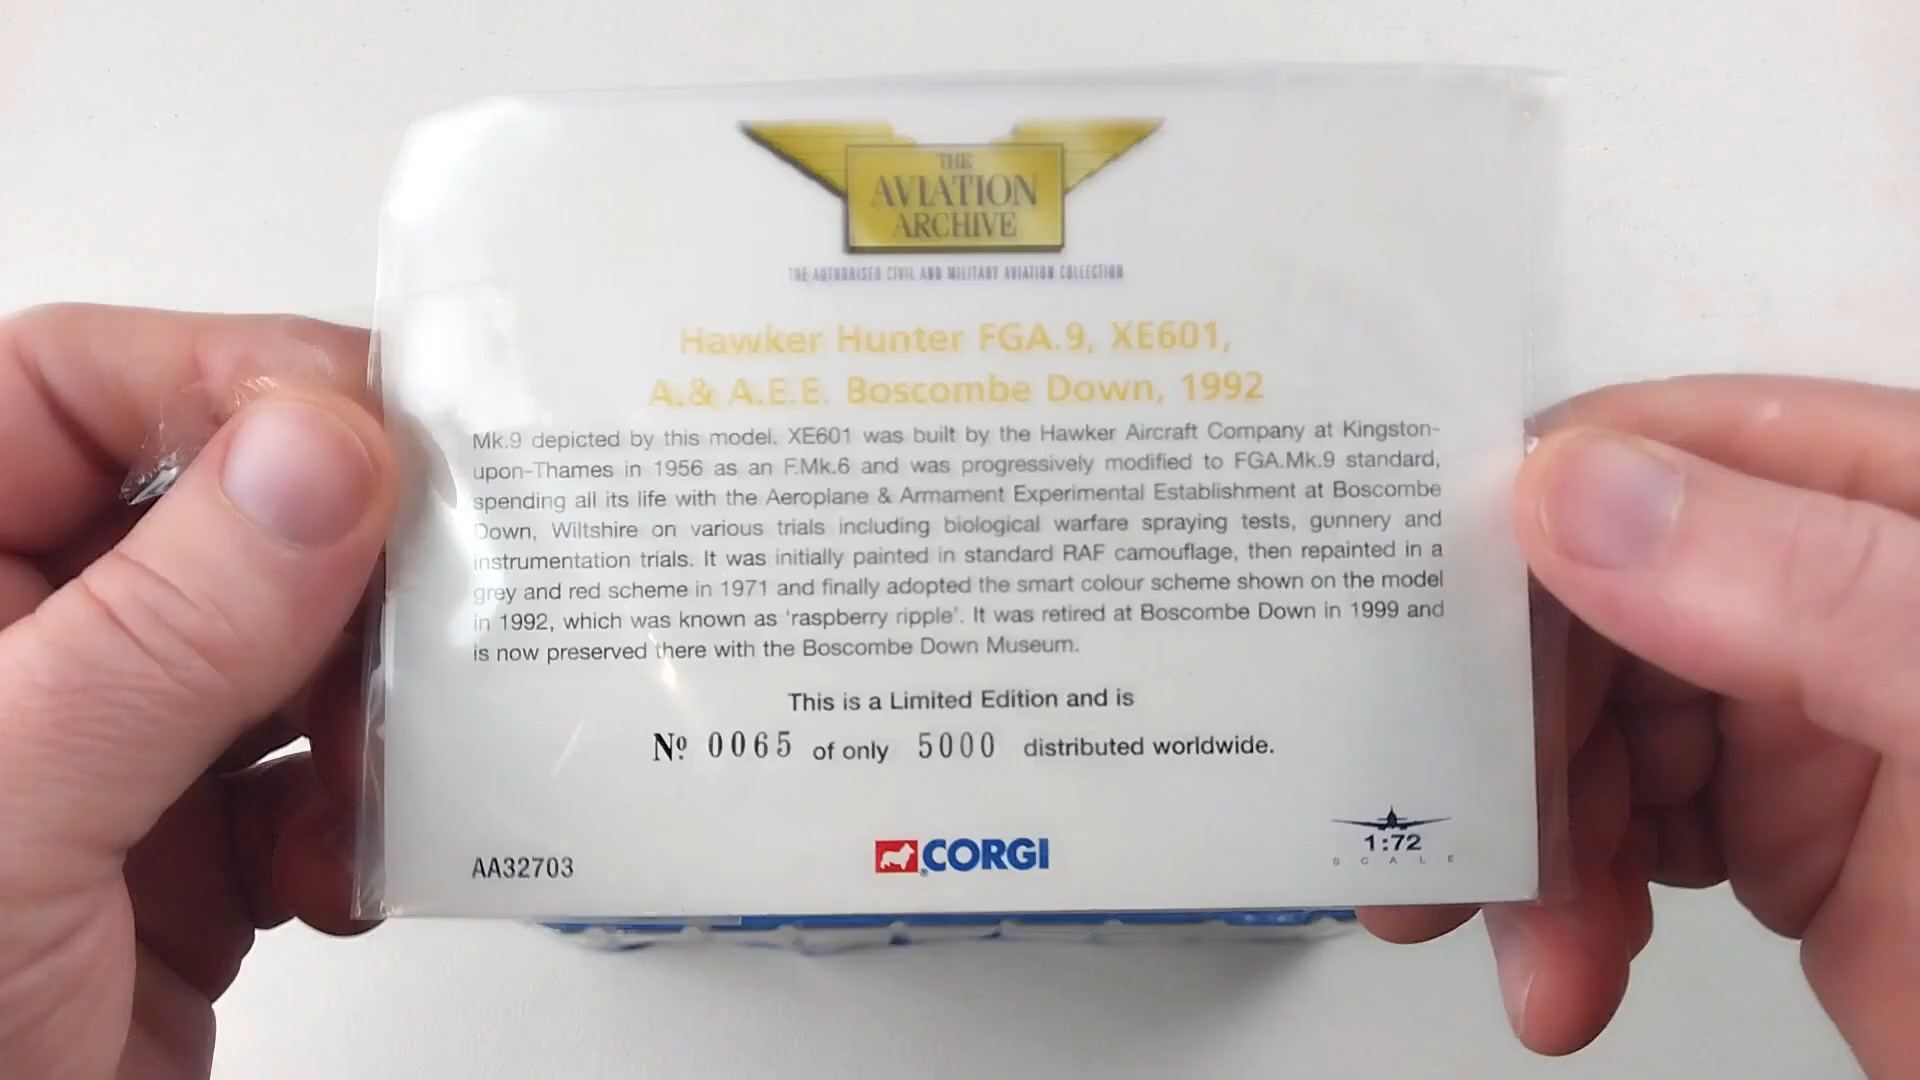 THE
AVIATION
ARCHIVE
THE AUTHORISED CIVIL AND MILITARY AVIATION COLLECTION
Hawker Hunter FGA.9, XE601,
A.& A.E.E. Boscombe Down, 1992
Mk.9 depicted by this model. XE601 was built by the Hawker Aircraft Company at Kingston-
upon-Thames in 1956 as an F.Mk.6 and was progressively modified to FGA.Mk.9 standard,
spending all its life with the Aeroplane & Armament Experimental Establishment at Boscombe
Down, Wiltshire on various trials including biological warfare spraying tests, gunnery and
instrumentation trials. It was initially painted in standard RAF camouflage, then repainted in a
grey and red scheme in 1971 and finally adopted the smart colour scheme shown on the model
in 1992, which was known as 'raspberry ripple'. It was retired at Boscombe Down in 1999 and
is now preserved there with the Boscombe Down Museum.
This is a Limited Edition and is
Nº 0065 of only 5000 distributed worldwide.
AA32703
CORGI
1:72
SCALE